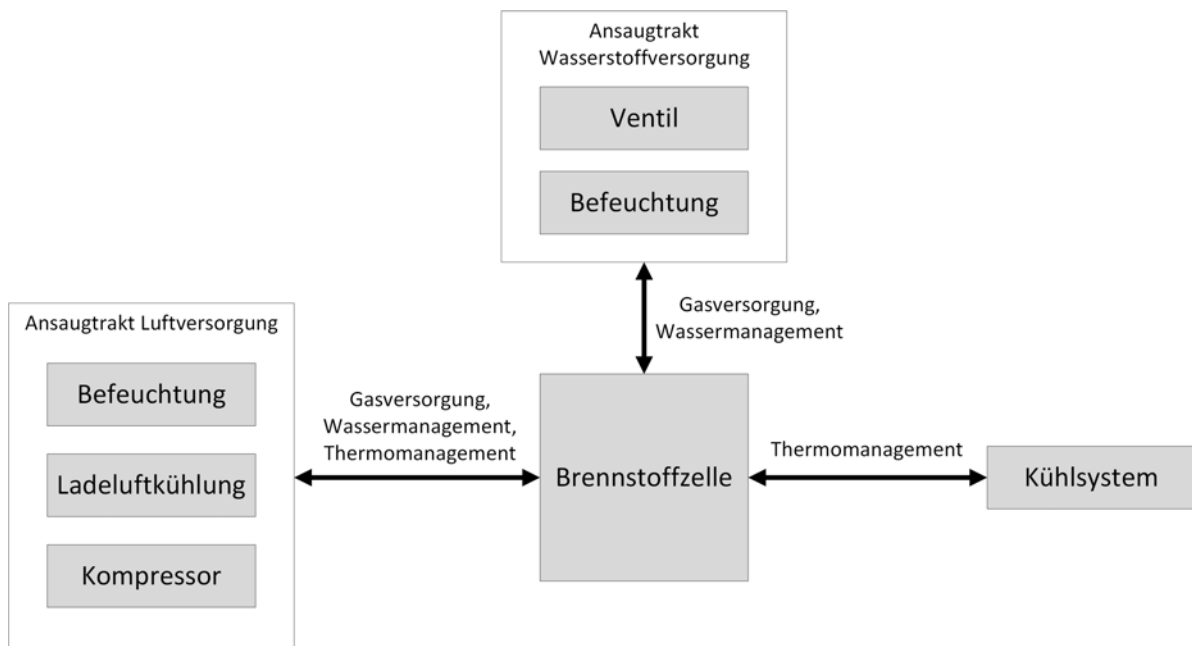 Ansaugtrakt
Wasserstoffversorgung
Ventil
Befeuchtung
Gasversorgung,
Wassermanagement
Ansaugtrakt Luftversorgung
Befeuchtung
Ladeluftkühlung
Kompressor
Gasversorgung,
Wassermanagement,
Thermomanagement
Brennstoffzelle
Thermomanagement
Kühlsystem